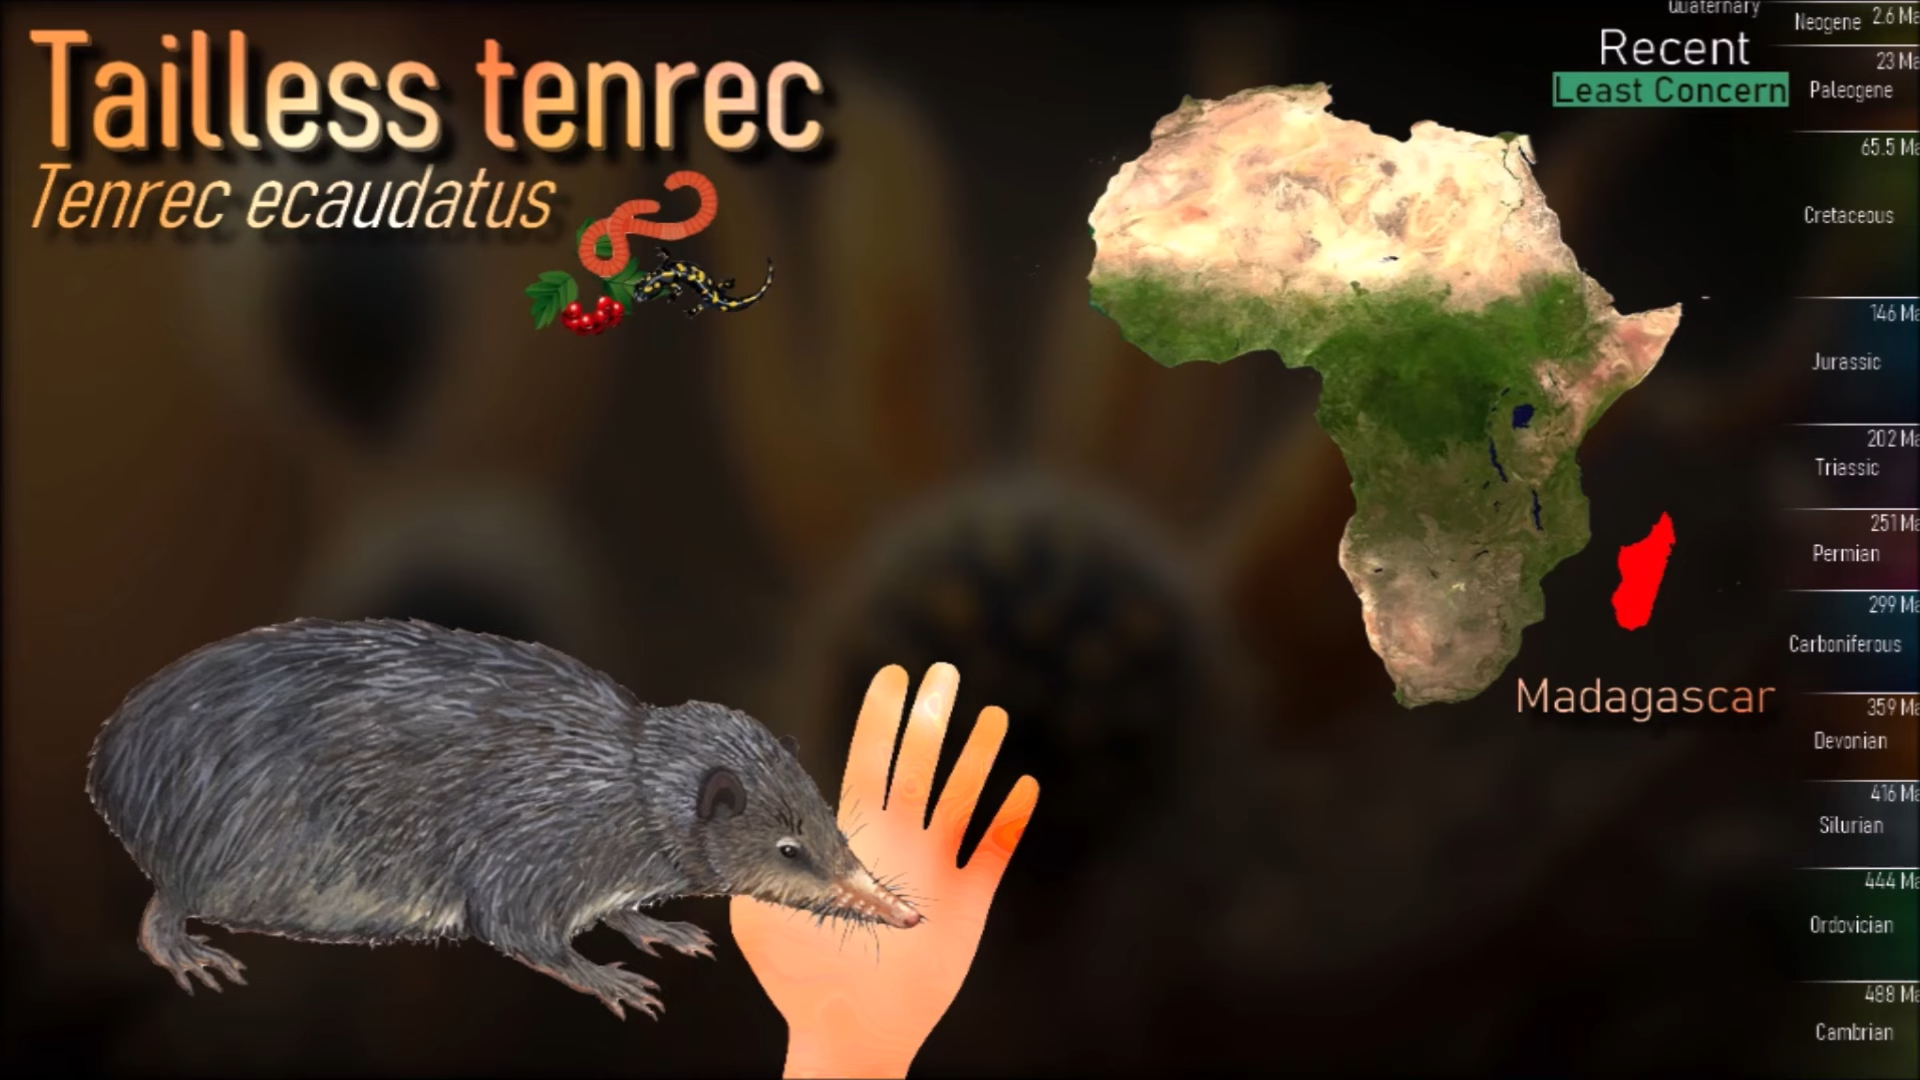 Tailless tenrec
Tenrec ecaudatus
Recent
Least Concern
Madagascar
Quaternary
2.6 Ma
Neogene
23 Ma
Paleogene
65.5 Ma
Cretaceous
146 Ma
Jurassic
202 Ma
Triassic
251 Ma
Permian
299 Ma
Carboniferous
359 Ma
Devonian
416 Ma
Silurian
444 Ma
Ordovician
488 Ma
Cambrian